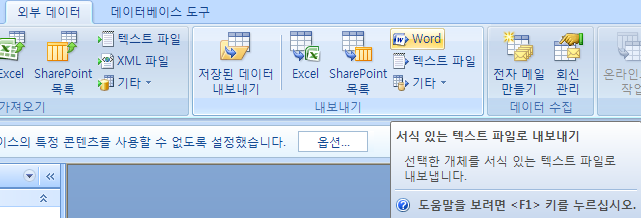 외부 데이터
데이터베이스 도구
Excel
SharePoint
목록
텍스트 파일
XML 파일
기타
가져오기
저장된 데이터
내보내기
Excel
SharePoint
목록
Word
텍스트 파일
기타
내보내기
전자 메일
만들기
회신
관리
데이터 수집
온라인
작업
이스의 특정 콘텐츠를 사용할 수 없도록 설정했습니다.
옵션...
서식 있는 텍스트 파일로 내보내기
선택한 개체를 서식 있는 텍스트 파일로
내보냅니다.
도움말을 보려면 <F1> 키를 누르십시오.